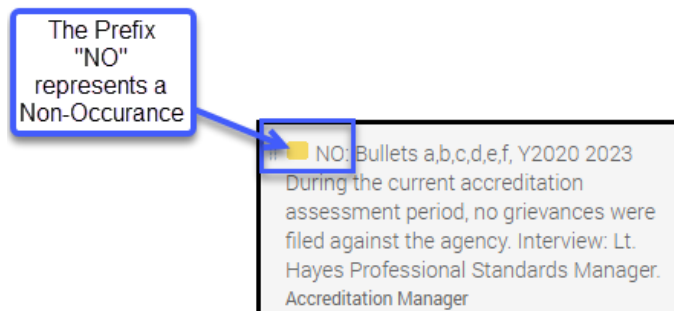 The Prefix
"NO"
represents a
Non-Occurance
NO: Bullets a,b,c,d,e,f, Y2020 2023
During the current accreditation
assessment period, no grievances were
filed against the agency. Interview: Lt.
Hayes Professional Standards Manager.
Accreditation Manager